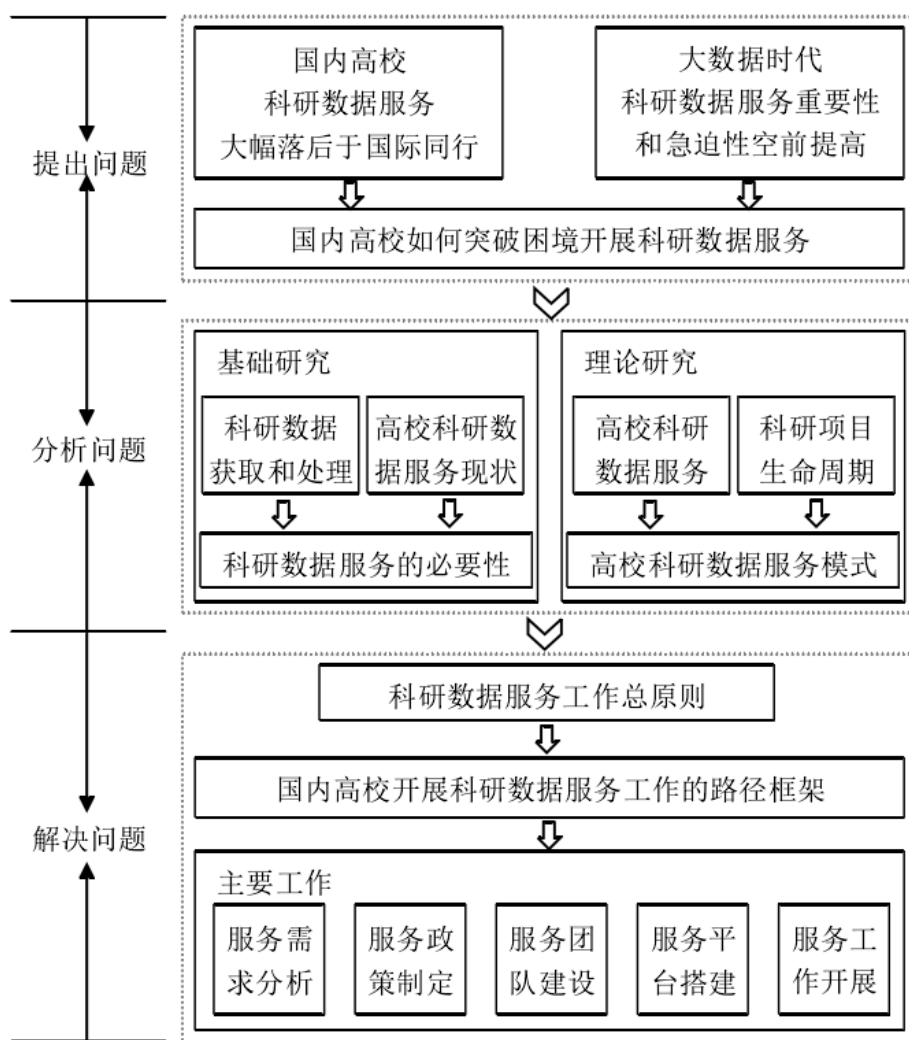 国内高校
科研数据服务
大幅落后于国际同行
大数据时代
科研数据服务重要性
和急迫性空前提高
提出问题
国内高校如何突破困境开展科研数据服务
基础研究
科研数据
获取和处理
高校科研数
据服务现状
科研数据服务的必要性
理论研究
高校科研
数据服务
科研项目
生命周期
高校科研数据服务模式
分析问题
科研数据服务工作总原则
国内高校开展科研数据服务工作的路径框架
解决问题
主要工作
服务需
求分析
服务政
策制定
服务团
队建设
服务平
台搭建
服务工
作开展